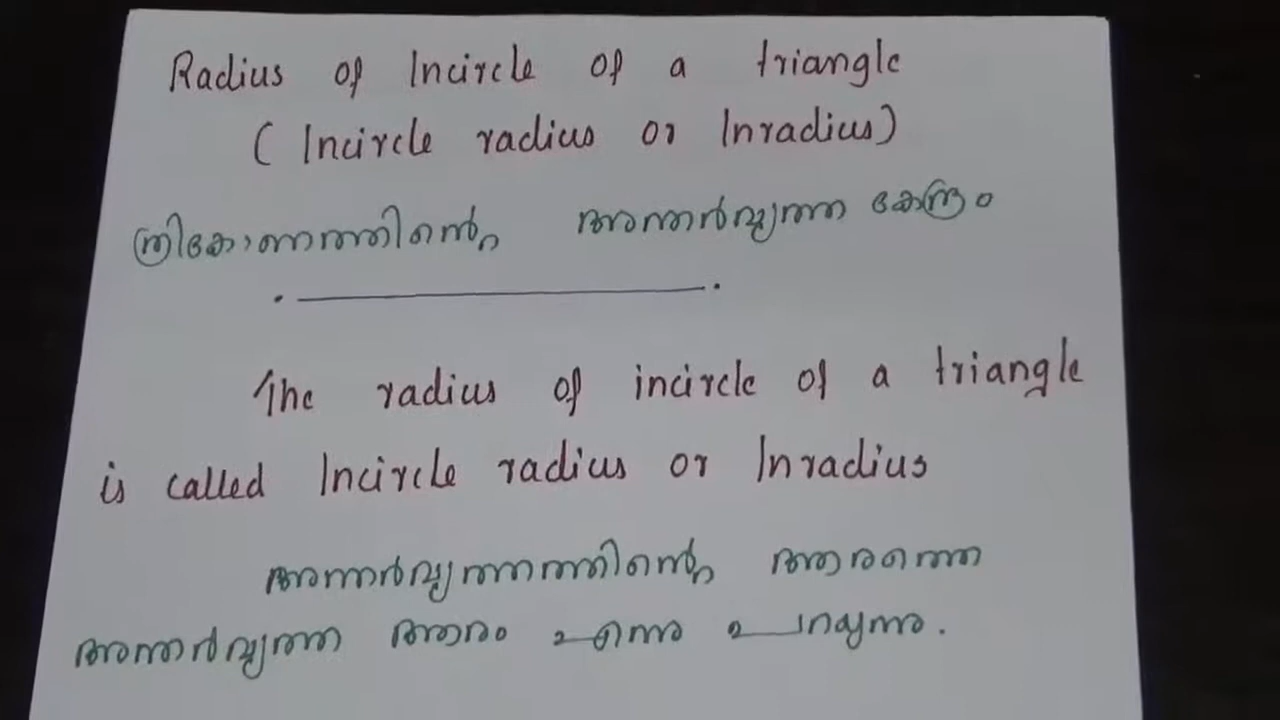 Radius of Incircle of a triangle
( Incircle radius or Inradius)
ത്രികോണത്തിന്റെ അന്തർവൃത്ത കേന്ദ്രം
The radius of incircle of a triangle
is called Incircle radius or Inradius
അന്തർവൃത്തത്തിന്റെ ആരത്തെ
അന്തർവൃത്ത ആരം എന്നു പറയുന്നു.